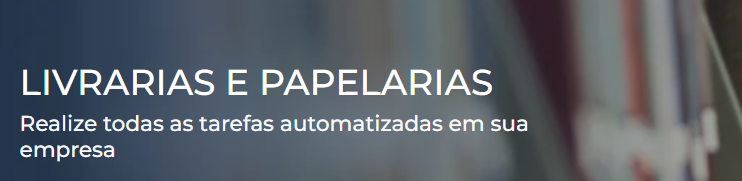 LIVRARIAS E PAPELARIAS
Realize todas as tarefas automatizadas em sua
empresa